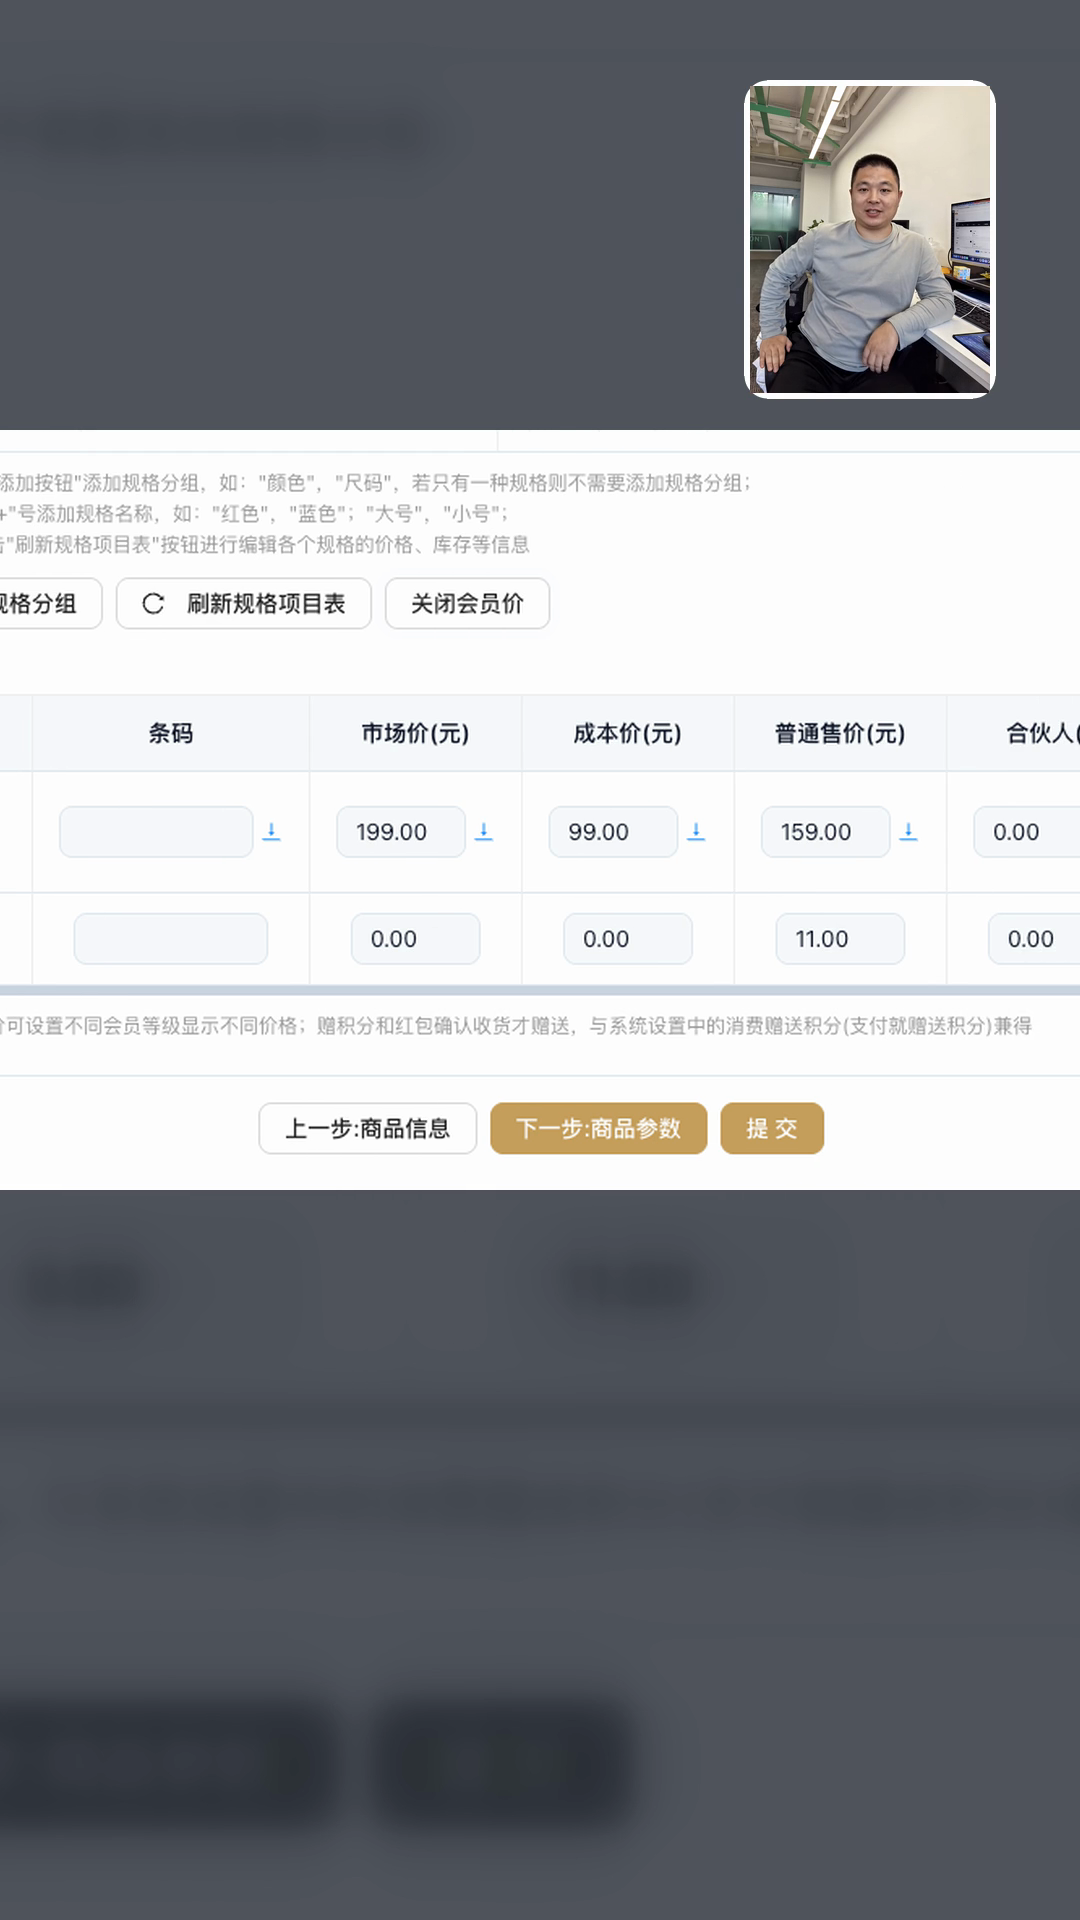 添加按钮"添加规格分组，如："颜色"，"尺码"，若只有一种规格则不需要添加规格分组；
+"号添加规格名称，如："红色"，"蓝色"；"大号"，"小号"；
"刷新规格项目表"按钮进行编辑各个规格的价格、库存等信息
规格分组 刷新规格项目表 关闭会员价
条码 市场价(元) 成本价(元) 普通售价(元) 合伙人(
199.00 99.00 159.00 0.00
0.00 0.00 11.00 0.00
可设置不同会员等级显示不同价格；赠积分和红包确认收货才赠送，与系统设置中的消费赠送积分(支付就赠送积分)兼得
上一步:商品信息 下一步:商品参数 提 交